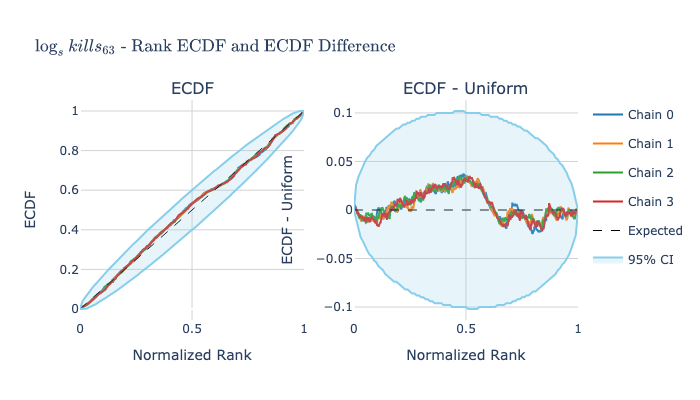 log_s kills_63 - Rank ECDF and ECDF Difference
ECDF
ECDF - Uniform
1
0.8
0.6
0.4
0.2
0
0
0.5
1
ECDF
Normalized Rank
0.1
0.05
0
−0.05
−0.1
0
0.5
1
ECDF - Uniform
Normalized Rank
Chain 0
Chain 1
Chain 2
Chain 3
Expected
95% CI